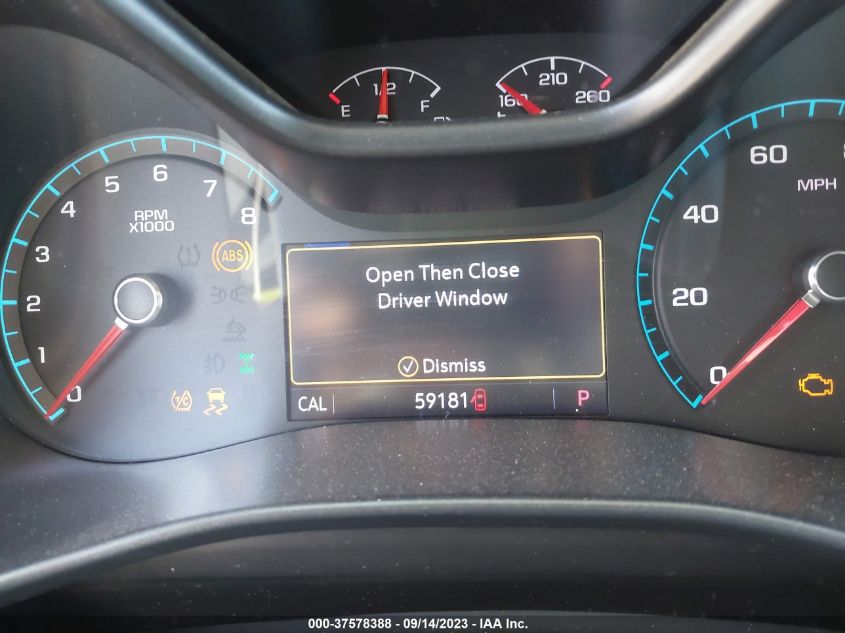 1/2
E F
210
160 260
1 2 3 4 5 6 7 8
0
RPM
X1000
ABS
T/C
Open Then Close
Driver Window
Dismiss
CAL 59181 P
0 20 40 60
MPH
000-37578388 - 09/14/2023 - IAA Inc.